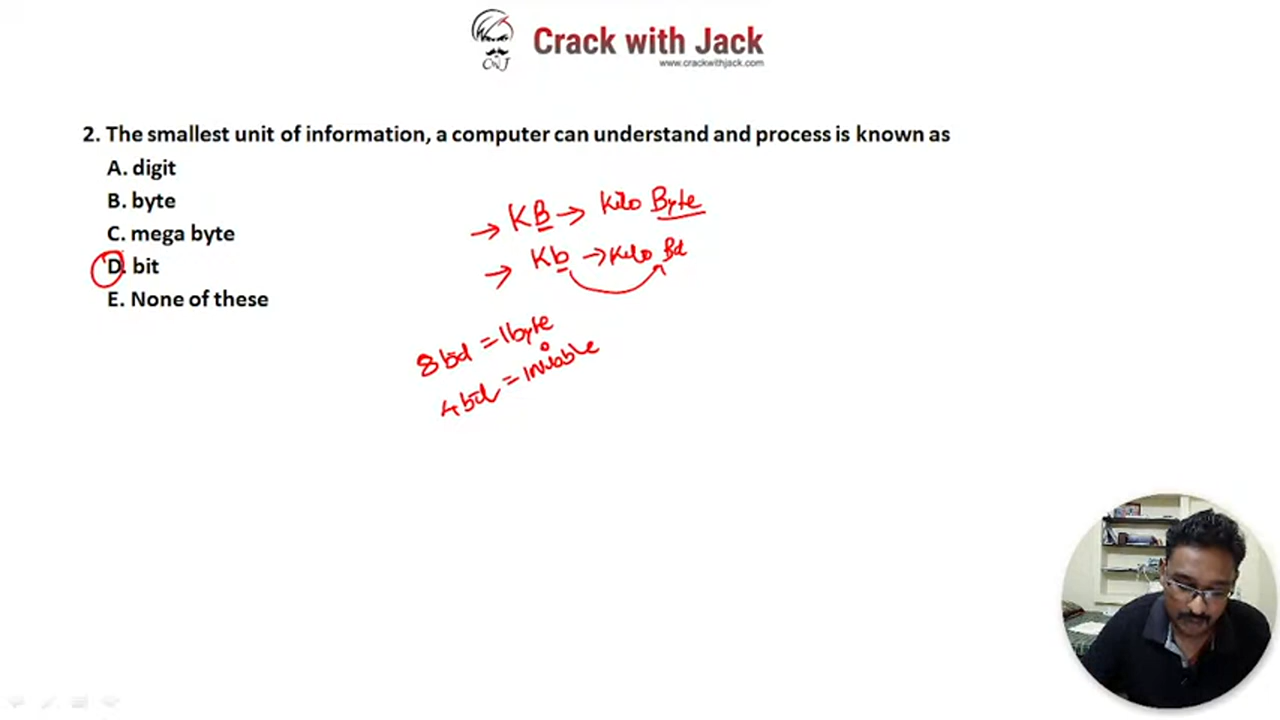 Crack with Jack
CWJ
www.crackwithjack.com
2. The smallest unit of information, a computer can understand and process is known as
A. digit
B. byte
C. mega byte
D. bit
E. None of these
→ KB → Kilo Byte
→ Kb → Kilo Bit
8 bit = 1 byte
4 bit = 1 nibble